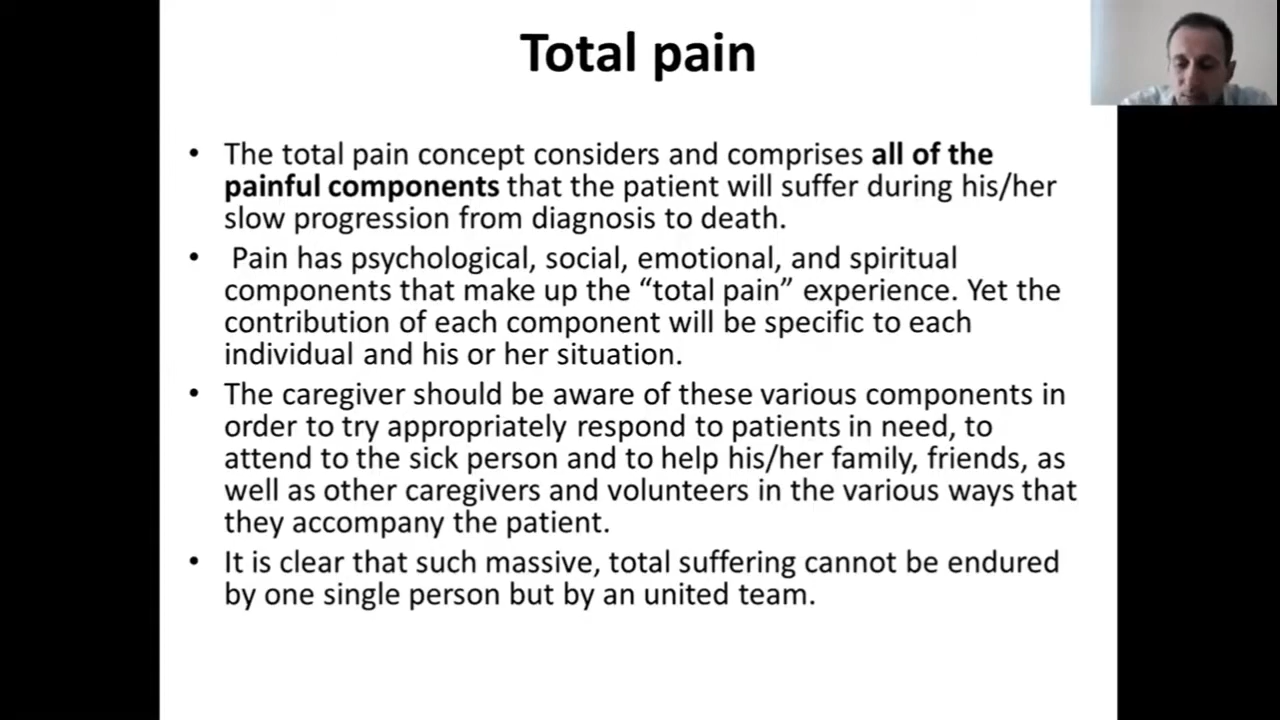 Total pain
• The total pain concept considers and comprises all of the
painful components that the patient will suffer during his/her
slow progression from diagnosis to death.
• Pain has psychological, social, emotional, and spiritual
components that make up the “total pain” experience. Yet the
contribution of each component will be specific to each
individual and his or her situation.
• The caregiver should be aware of these various components in
order to try appropriately respond to patients in need, to
attend to the sick person and to help his/her family, friends, as
well as other caregivers and volunteers in the various ways that
they accompany the patient.
• It is clear that such massive, total suffering cannot be endured
by one single person but by an united team.